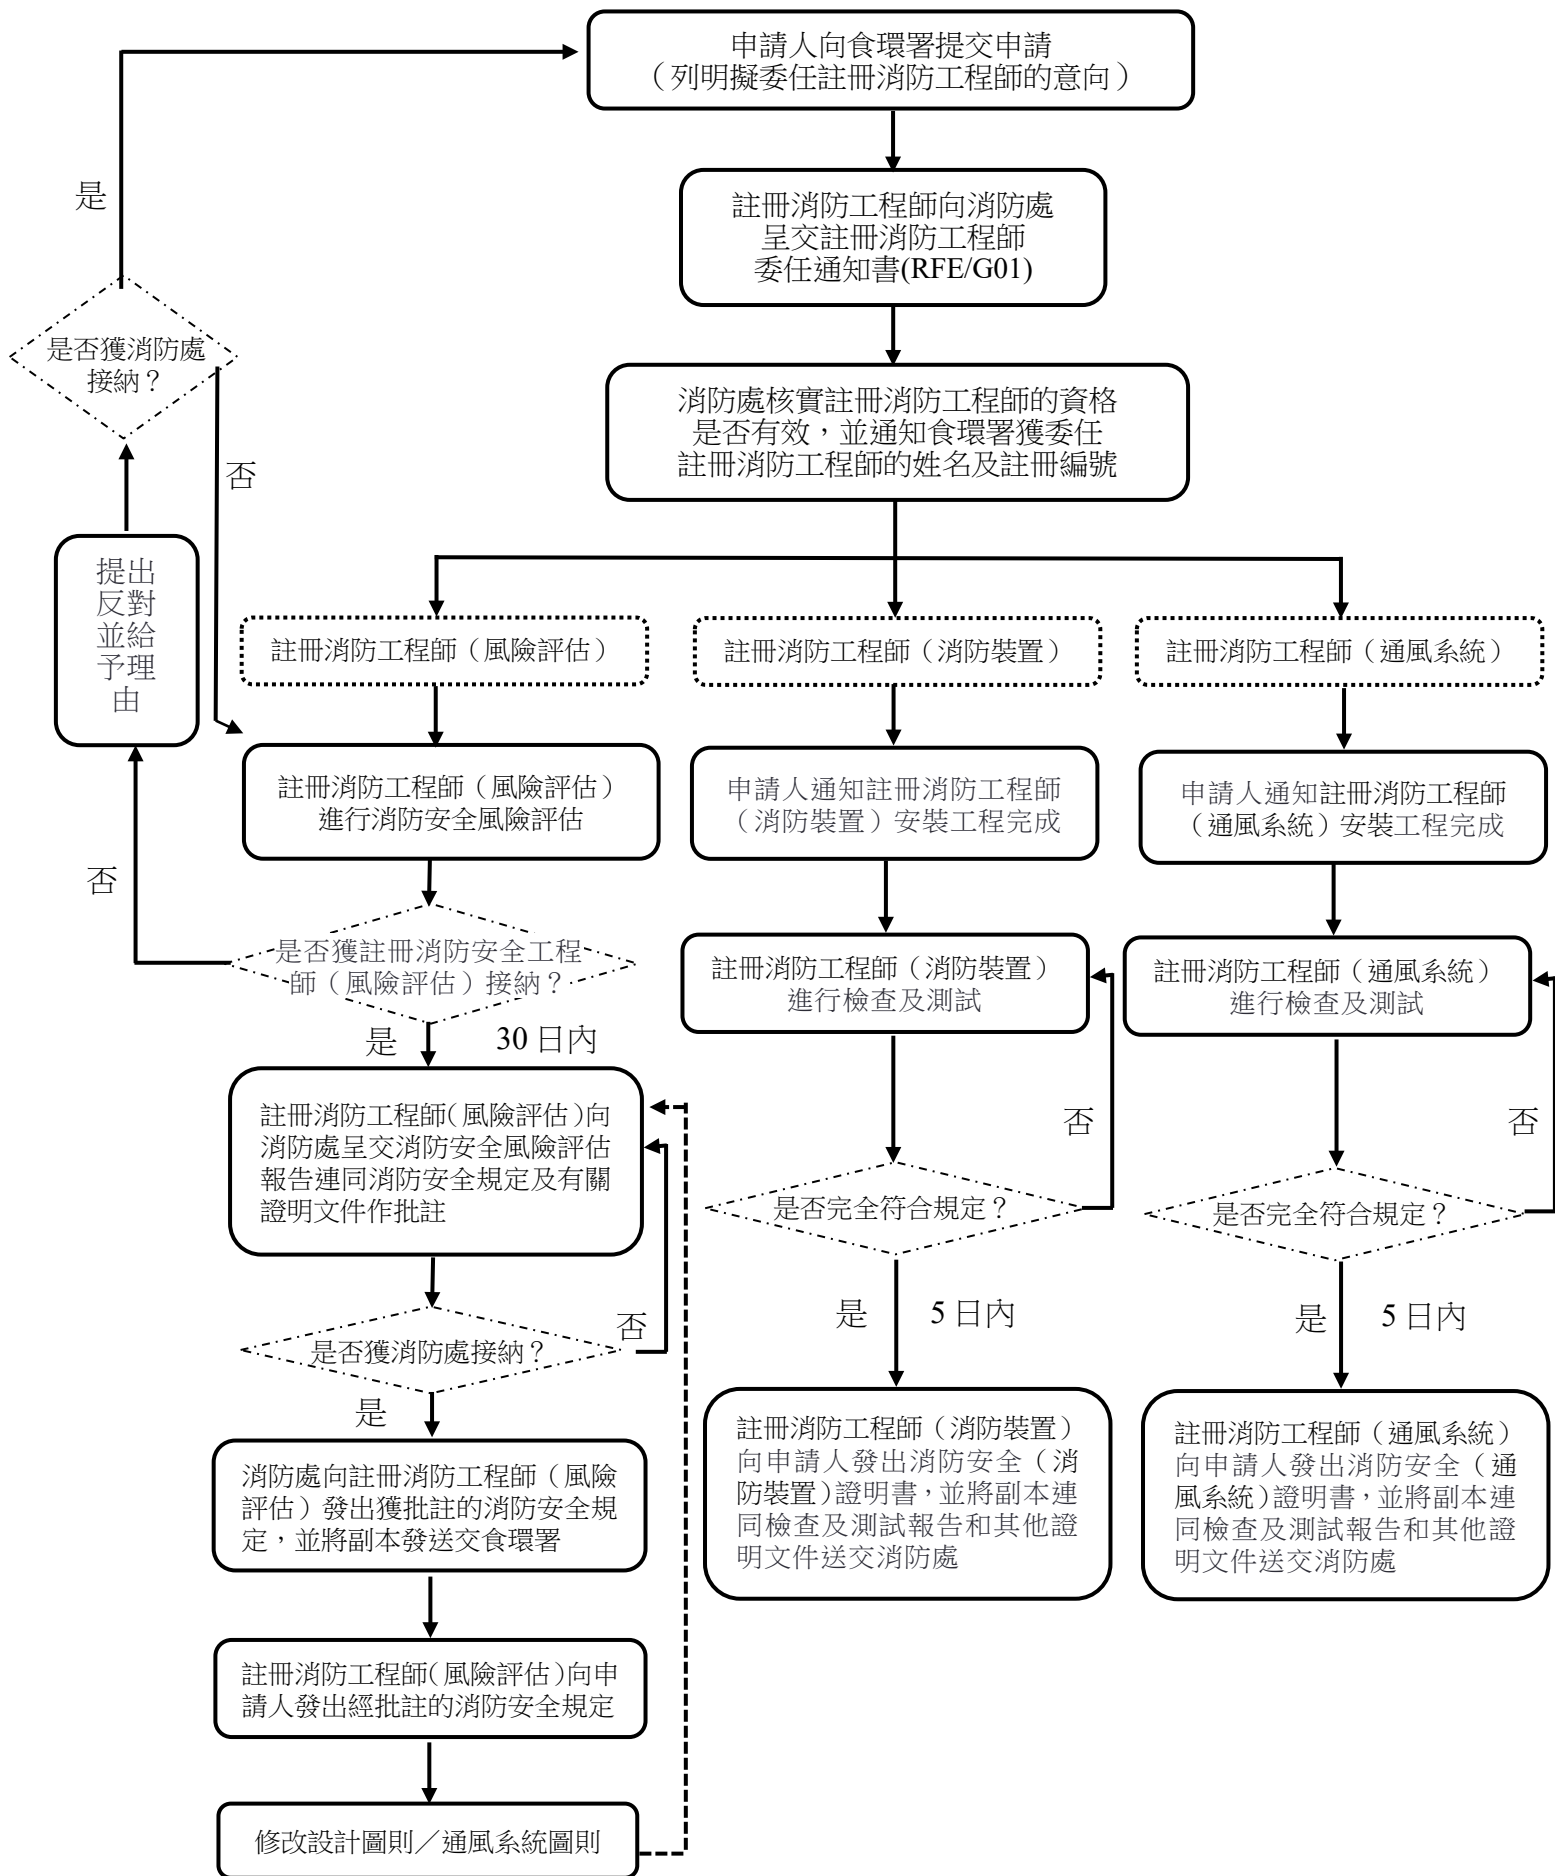 申請人向食環署提交申請
（列明擬委任註冊消防工程師的意向）
是
註冊消防工程師向消防處
呈交註冊消防工程師
委任通知書(RFE/G01)
是否獲消防處
接納？
否
消防處核實註冊消防工程師的資格
是否有效，並通知食環署獲委任
註冊消防工程師的姓名及註冊編號
提出
反對
並給
予理
由
註冊消防工程師（風險評估）
註冊消防工程師（消防裝置）
註冊消防工程師（通風系統）
註冊消防工程師（風險評估）
進行消防安全風險評估
申請人通知註冊消防工程師
（消防裝置）安裝工程完成
申請人通知註冊消防工程師
（通風系統）安裝工程完成
否
是否獲註冊消防安全工程
師（風險評估）接納？
註冊消防工程師（消防裝置）
進行檢查及測試
註冊消防工程師（通風系統）
進行檢查及測試
是
30 日內
註冊消防工程師(風險評估)向
消防處呈交消防安全風險評估
報告連同消防安全規定及有關
證明文件作批註
否
否
是否完全符合規定？
是否完全符合規定？
否
是否獲消防處接納？
是
5 日內
是
5 日內
是
消防處向註冊消防工程師（風險
評估）發出獲批註的消防安全規
定，並將副本發送交食環署
註冊消防工程師（消防裝置）
向申請人發出消防安全（消
防裝置）證明書，並將副本連
同檢查及測試報告和其他證
明文件送交消防處
註冊消防工程師（通風系統）
向申請人發出消防安全（通
風系統）證明書，並將副本連
同檢查及測試報告和其他證
明文件送交消防處
註冊消防工程師(風險評估)向申
請人發出經批註的消防安全規定
修改設計圖則／通風系統圖則